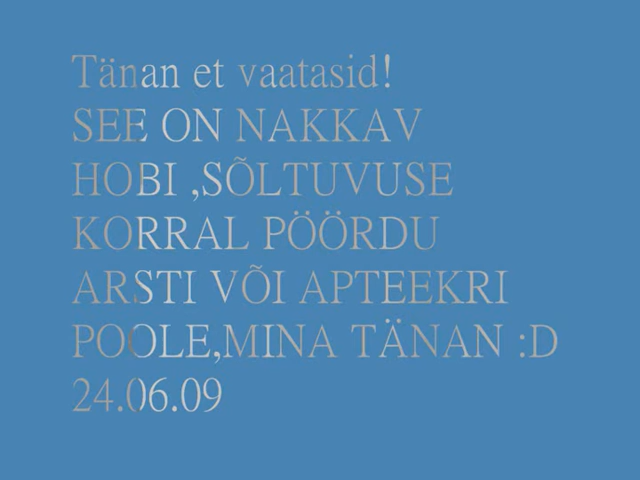 Tänan et vaatasid!
SEE ON NAKKAV
HOBI ,SÕLTUVUSE
KORRAL PÖÖRDU
ARSTI VÕI APTEEKRI
POOLE,MINA TÄNAN :D
24.06.09